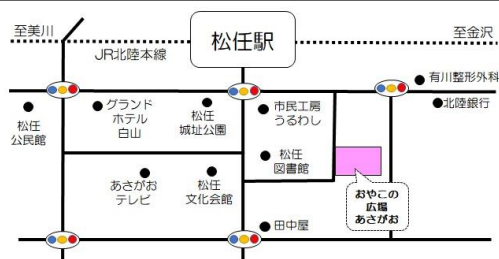 至美川
松任駅
至金沢
JR北陸本線
有川整形外科
北陸銀行
グランド
ホテル
白山
松任
城址公園
市民工房
うるわし
松任
公民館
松任
図書館
あさがお
テレビ
松任
文化会館
おやこの
広場
あさがお
田中屋